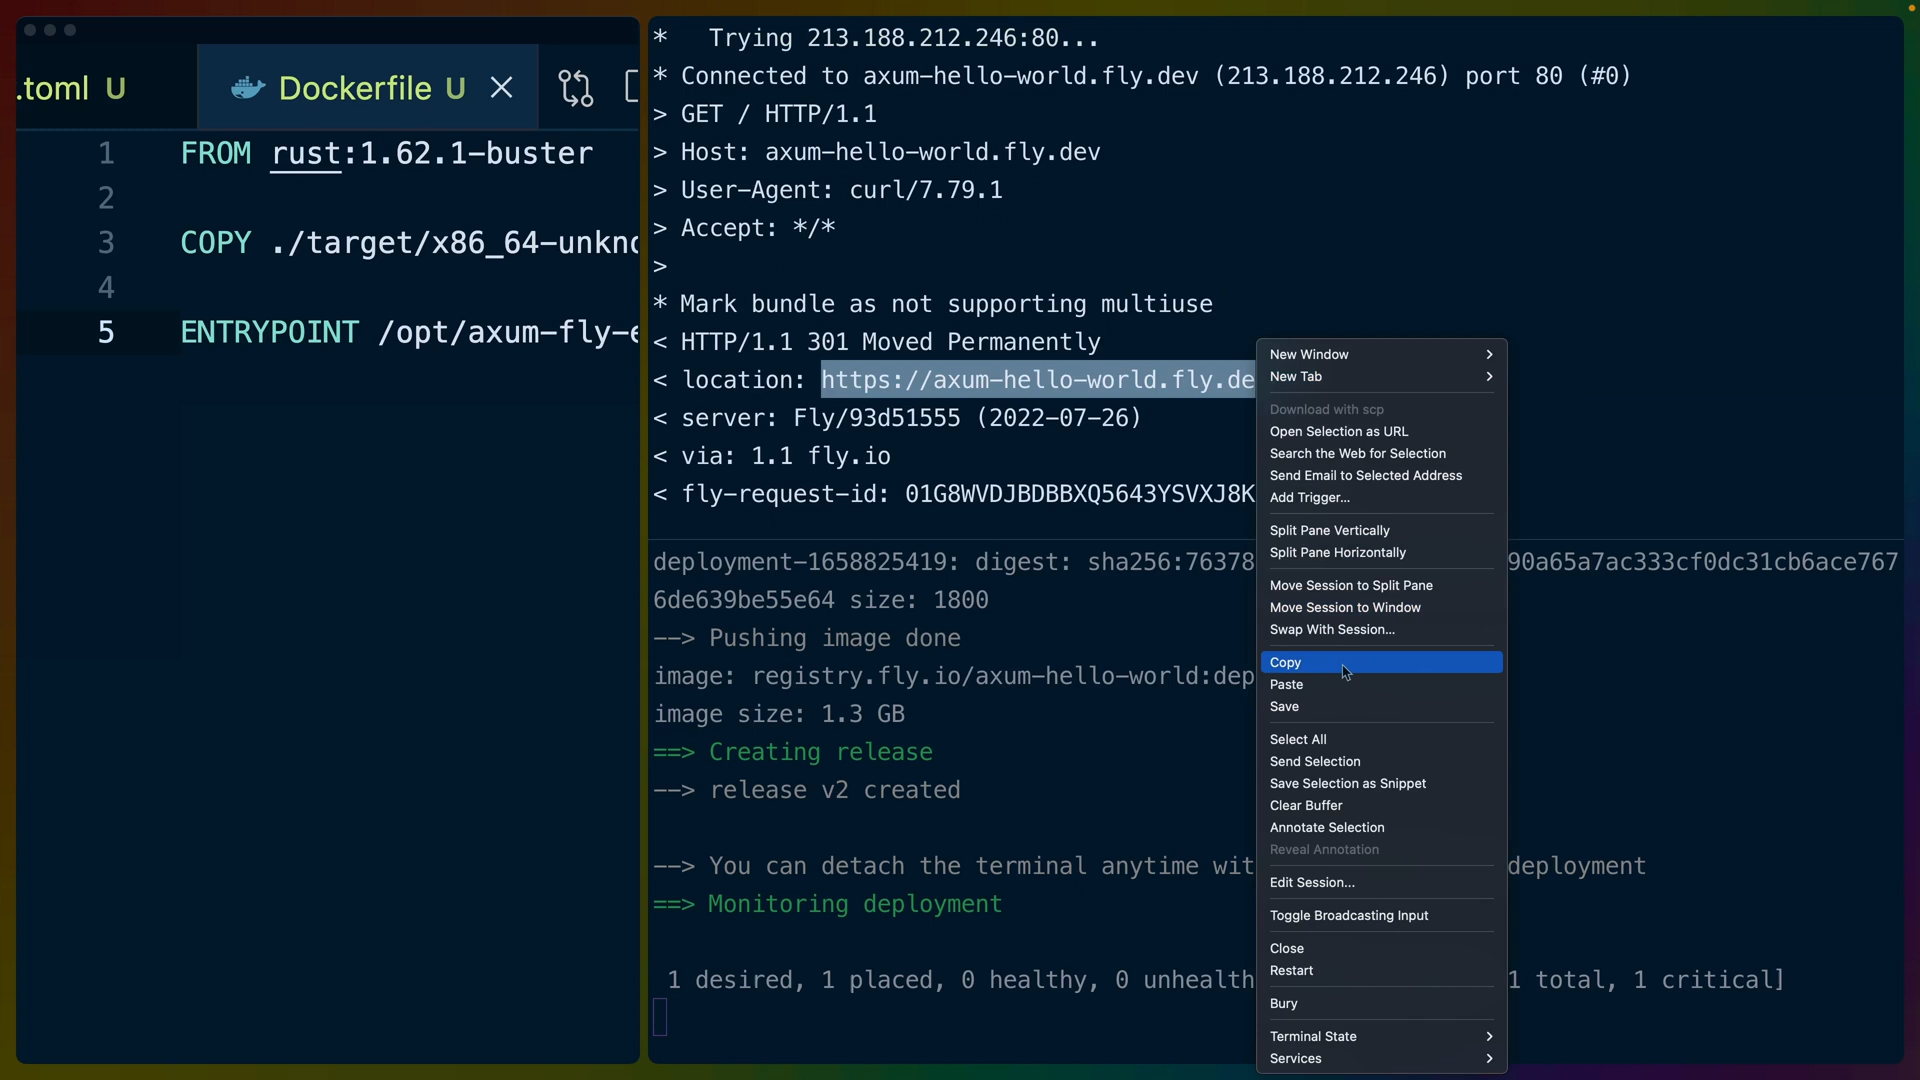 .toml U
Dockerfile U
1 FROM rust:1.62.1-buster
2
3 COPY ./target/x86_64-unkno
4
5 ENTRYPOINT /opt/axum-fly-e
* Trying 213.188.212.246:80...
* Connected to axum-hello-world.fly.dev (213.188.212.246) port 80 (#0)
> GET / HTTP/1.1
> Host: axum-hello-world.fly.dev
> User-Agent: curl/7.79.1
> Accept: */*
>
* Mark bundle as not supporting multiuse
< HTTP/1.1 301 Moved Permanently
< location: https://axum-hello-world.fly.de
< server: Fly/93d51555 (2022-07-26)
< via: 1.1 fly.io
< fly-request-id: 01G8WVDJBDBBXQ5643YSVXJ8K
deployment-1658825419: digest: sha256:76378 90a65a7ac333cf0dc31cb6ace767
6de639be55e64 size: 1800
--> Pushing image done
image: registry.fly.io/axum-hello-world:dep
image size: 1.3 GB
==> Creating release
--> release v2 created
--> You can detach the terminal anytime wit deployment
==> Monitoring deployment
1 desired, 1 placed, 0 healthy, 0 unhealth 1 total, 1 critical]
New Window
New Tab
Download with scp
Open Selection as URL
Search the Web for Selection
Send Email to Selected Address
Add Trigger...
Split Pane Vertically
Split Pane Horizontally
Move Session to Split Pane
Move Session to Window
Swap With Session...
Copy
Paste
Save
Select All
Send Selection
Save Selection as Snippet
Clear Buffer
Annotate Selection
Reveal Annotation
Edit Session...
Toggle Broadcasting Input
Close
Restart
Bury
Terminal State
Services